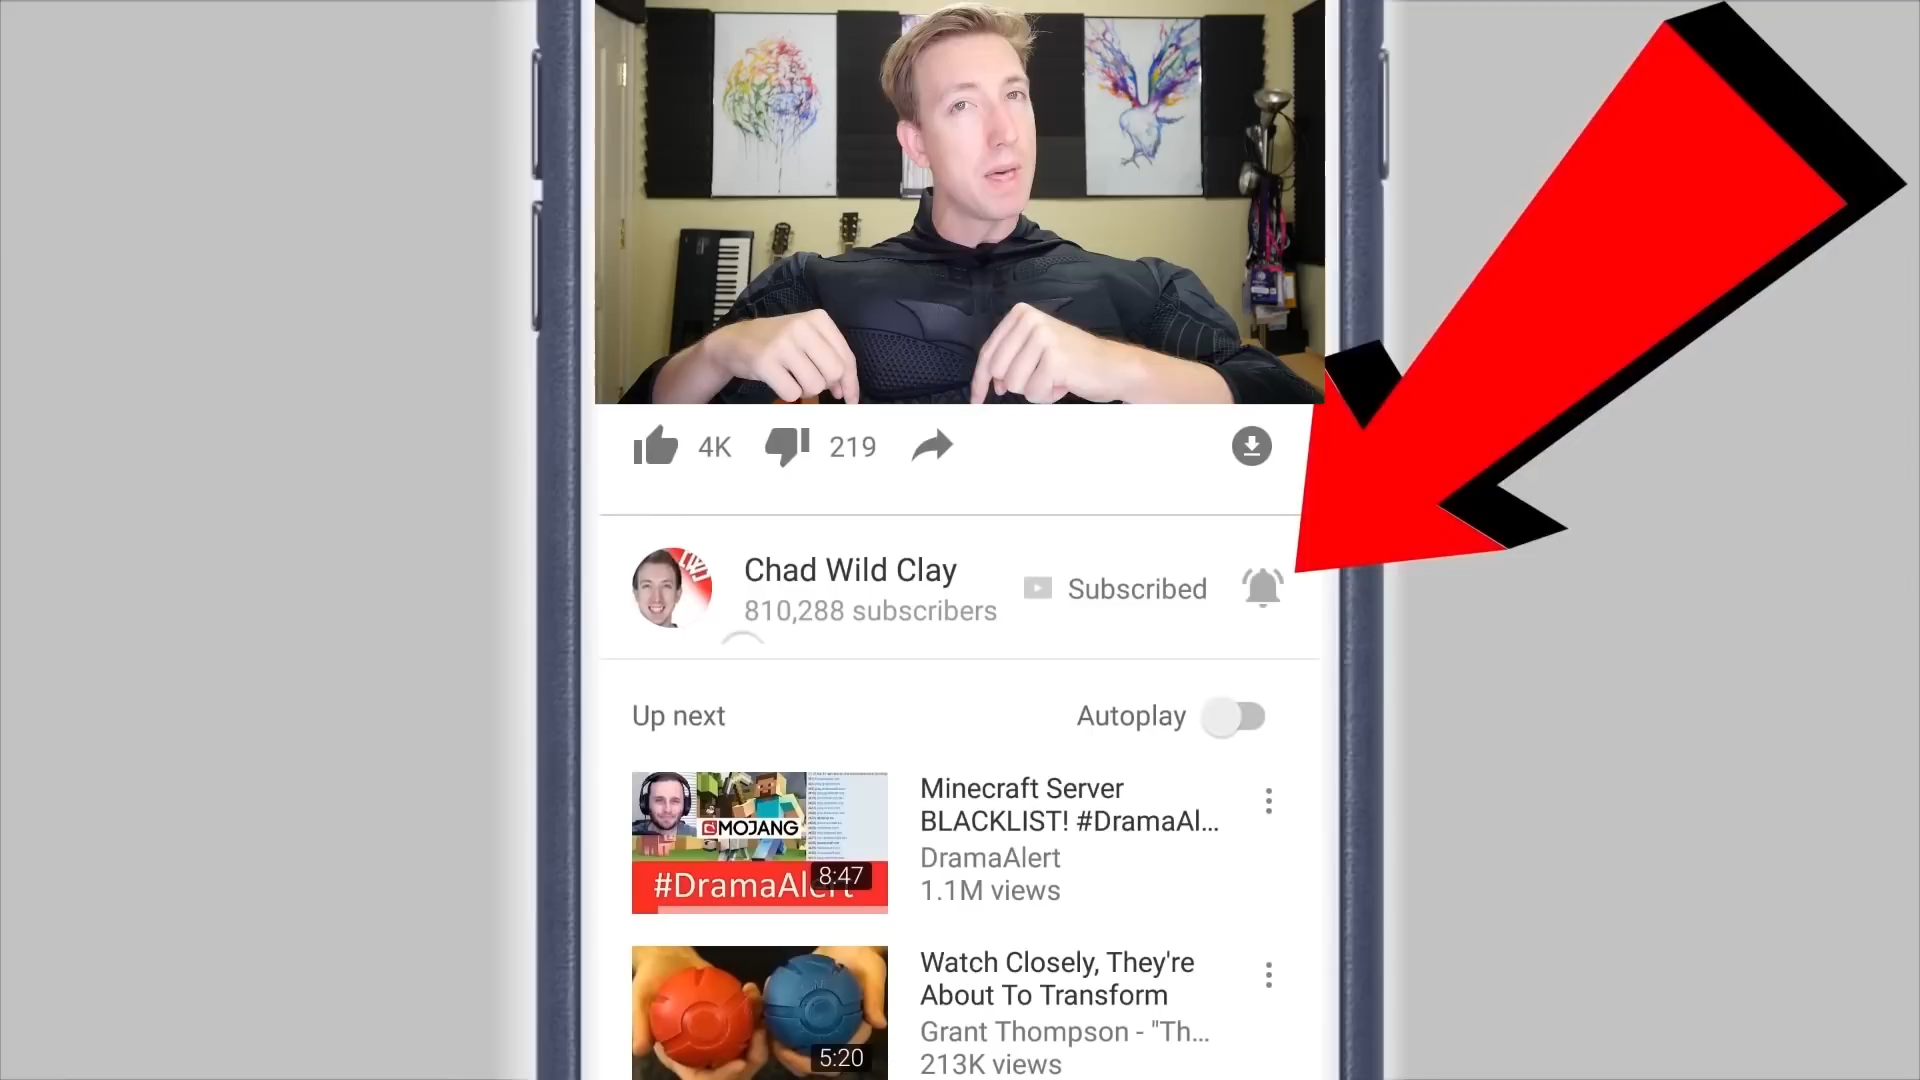 4K
219
Chad Wild Clay
810,288 subscribers
Subscribed
Up next
Autoplay
MOJANG
#DramaAlert
8:47
Minecraft Server
BLACKLIST! #DramaAl...
DramaAlert
1.1M views
5:20
Watch Closely, They're
About To Transform
Grant Thompson - "Th...
213K views